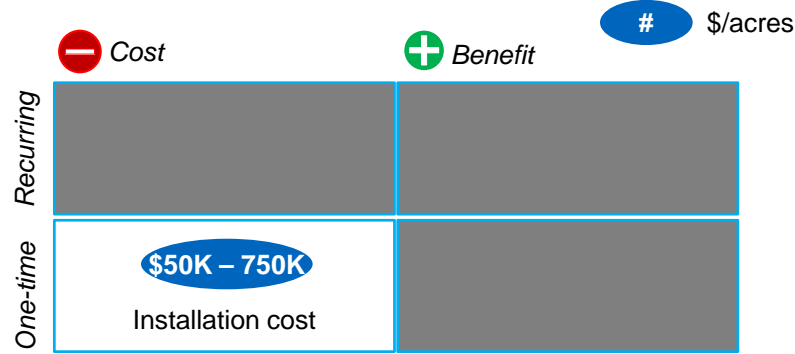 # $/acres
Cost
Benefit
Recurring
One-time
$50K – 750K
Installation cost